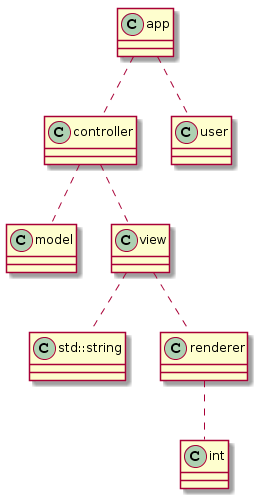 C app
C controller
C user
C model
C view
C std::string
C renderer
C int